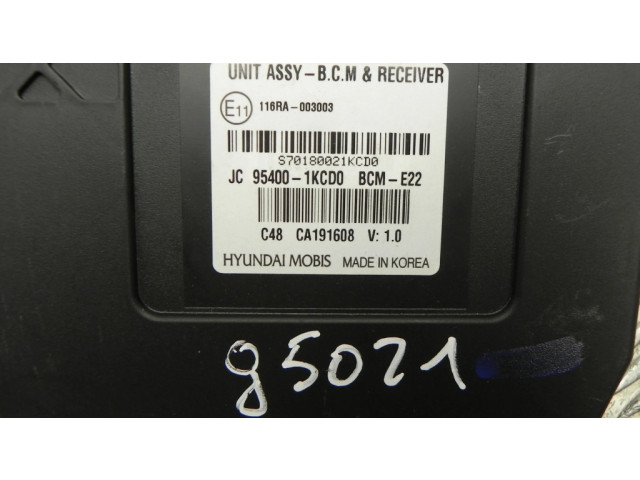 UNIT ASSY-B.C.M & RECEIVER
E11 116RA-003003
S70180021KCD0
JC 95400-1KCD0 BCM-E22
C48 CA191608 V: 1.0
HYUNDAI MOBIS MADE IN KOREA
g5021